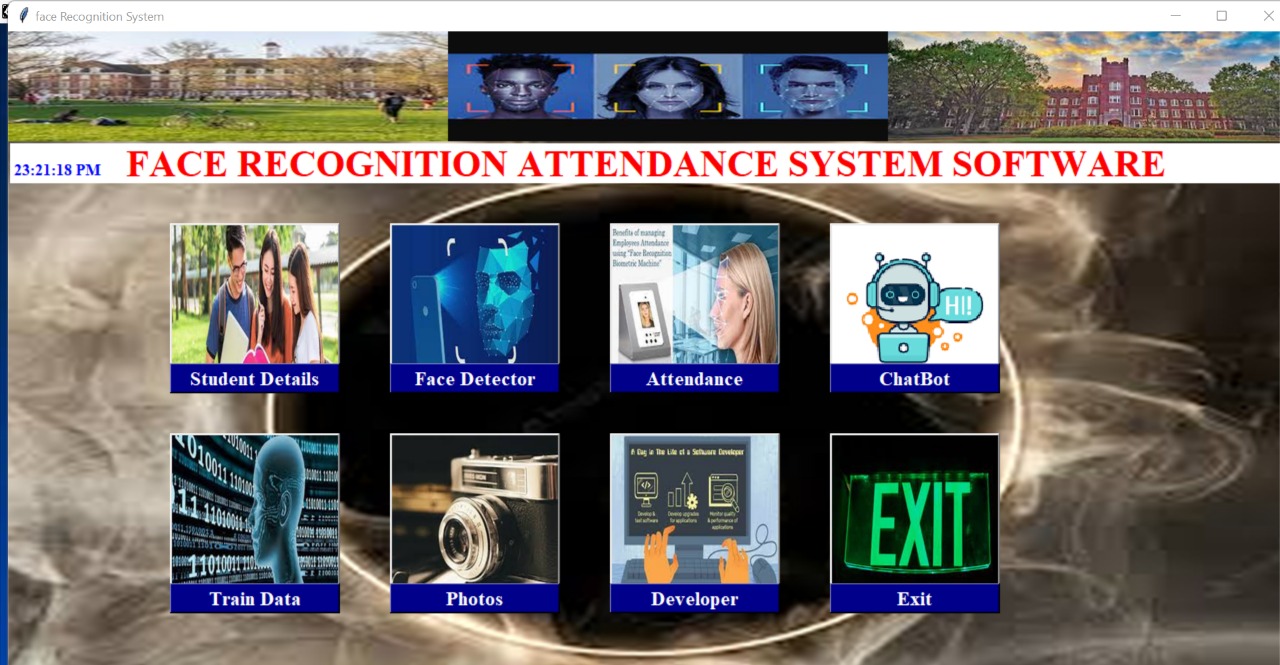 face Recognition System
23:21:18 PM
FACE RECOGNITION ATTENDANCE SYSTEM SOFTWARE
Benefits of managing
Employees Attendance
using "Face Recognition
Biometric Machine"
HI!
Student Details
Face Detector
Attendance
ChatBot
A Day in The Life of a Software Developer
Develop &
test software
Develop upgrades
for applications
Monitor quality
& performance of
applications
EXIT
Train Data
Photos
Developer
Exit